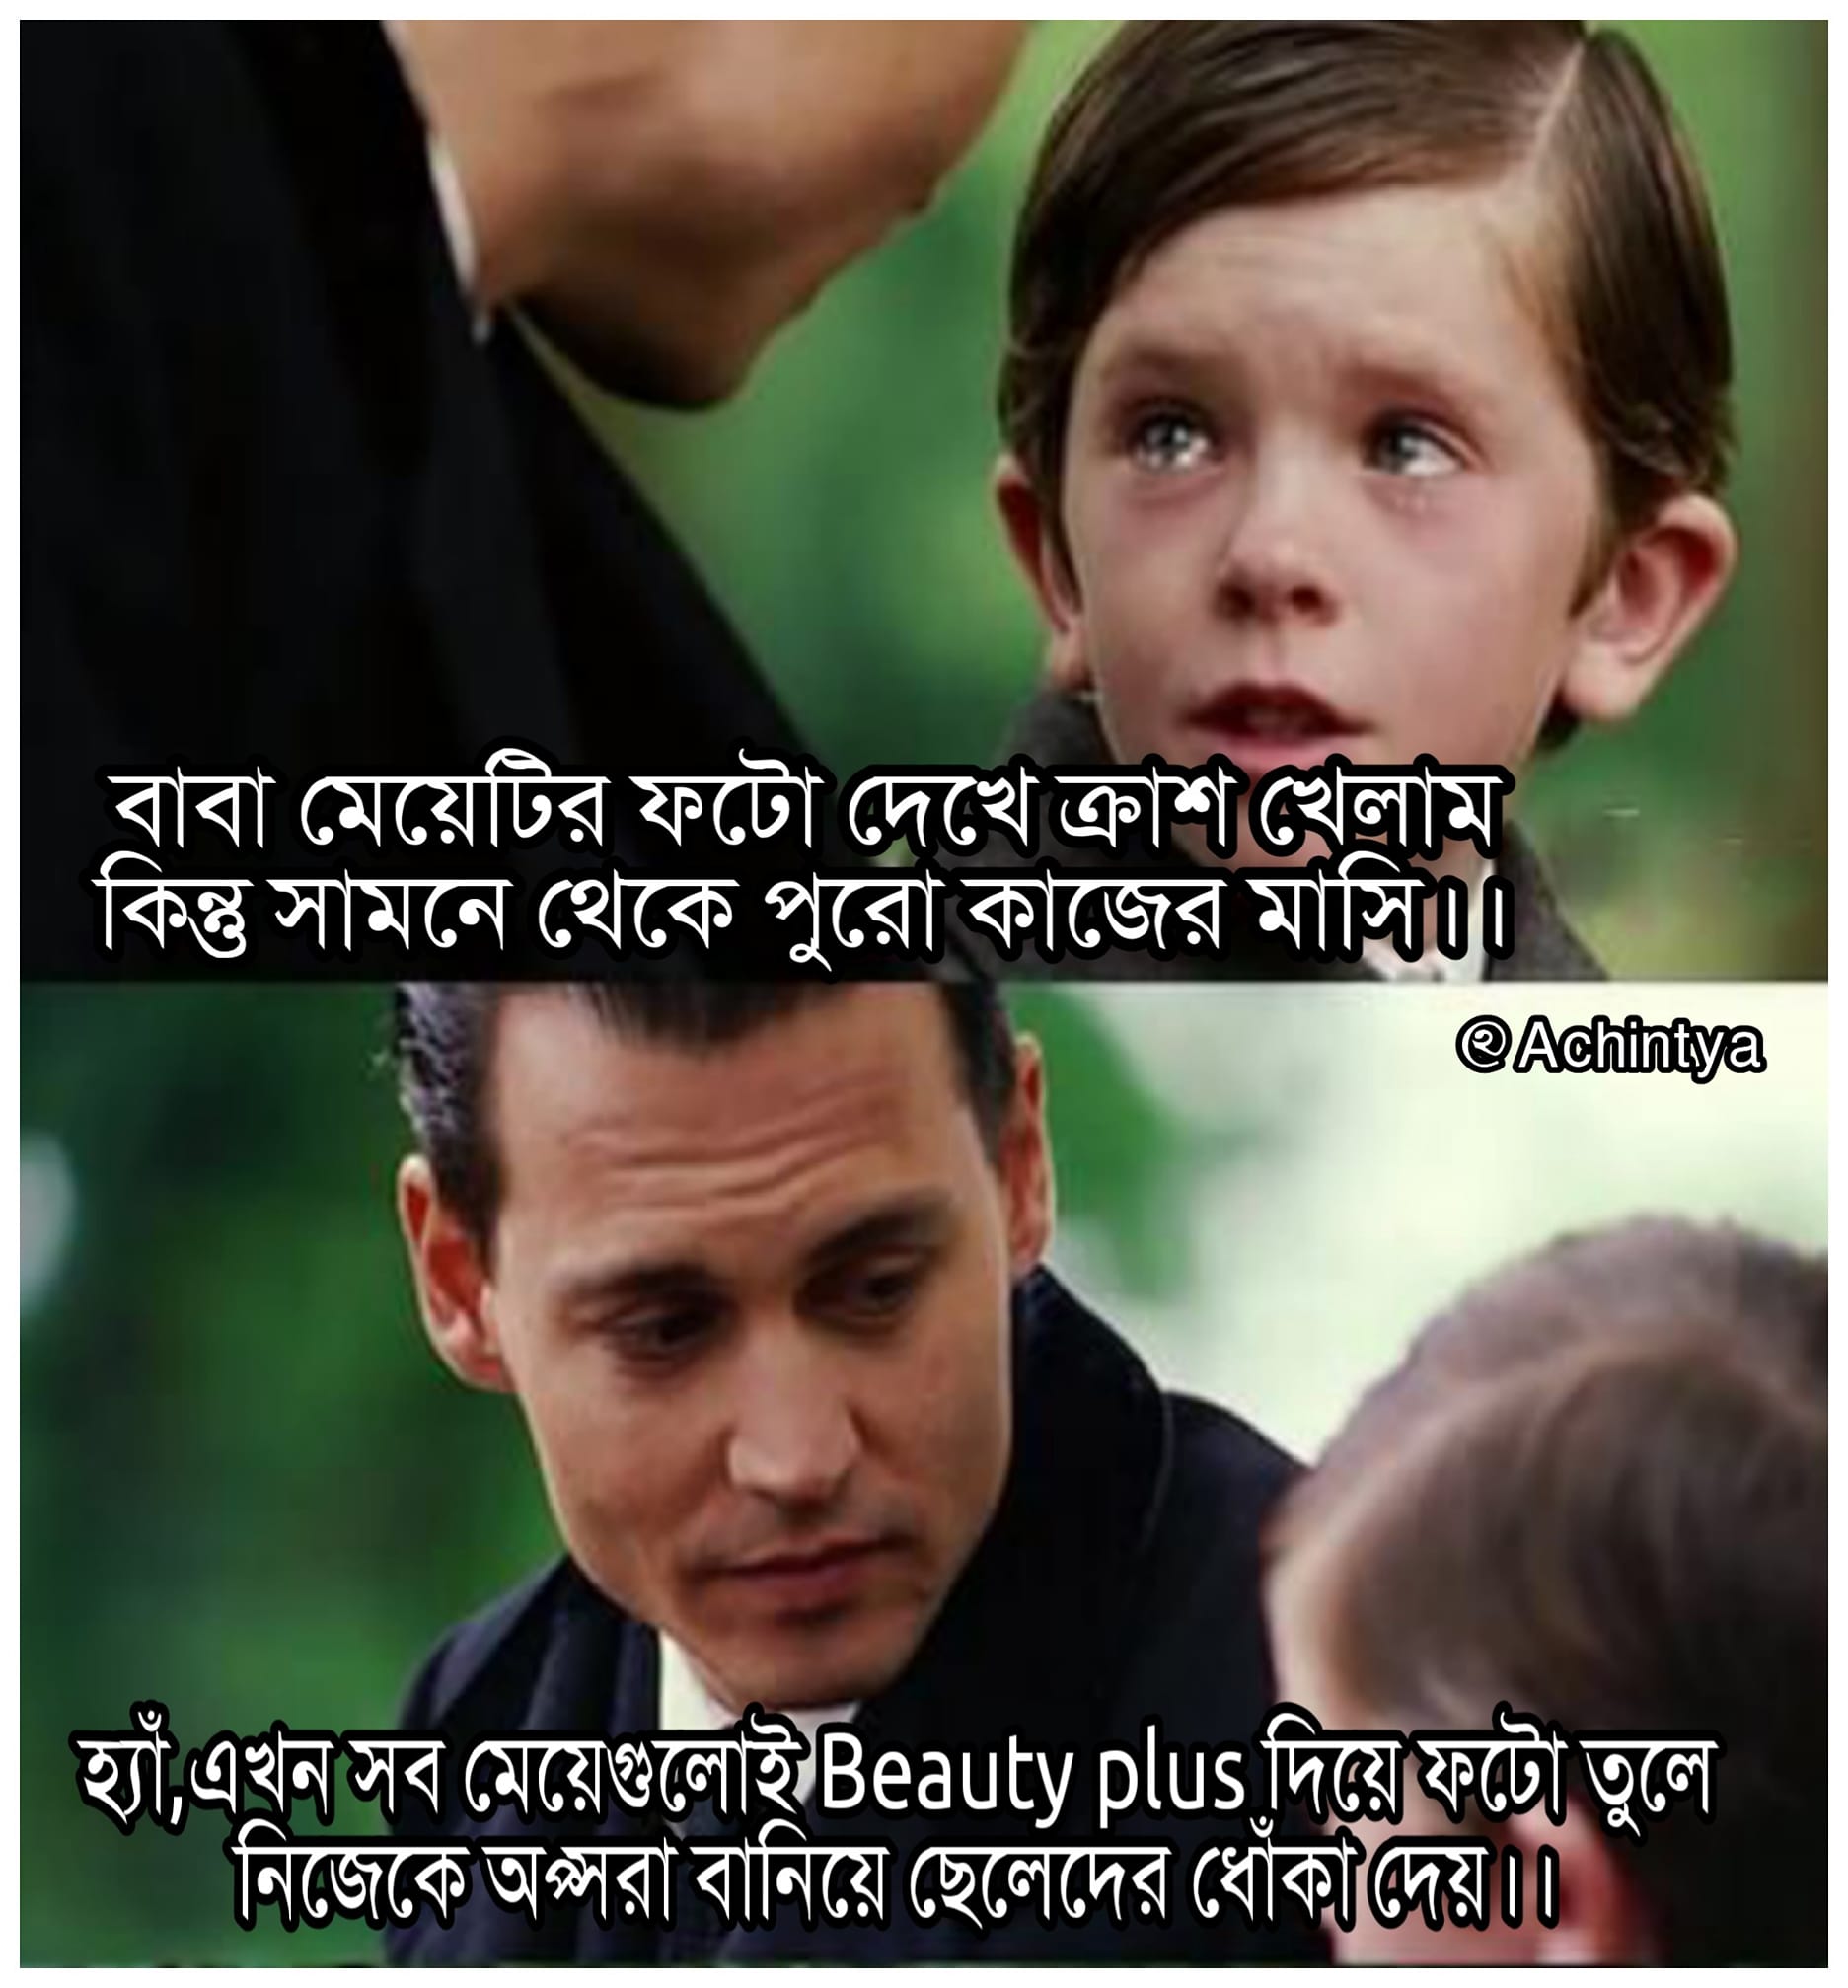 বাবা মেয়েটির ফটো দেখে ক্রাশ খেলাম
কিন্তু সামনে থেকে পুরো কাজের মাসি।।
@Achintya
হ্যাঁ,এখন সব মেয়েগুলোই Beauty plus দিয়ে ফটো তুলে
নিজেকে অপ্সরা বানিয়ে ছেলেদের ধোঁকা দেয়।।